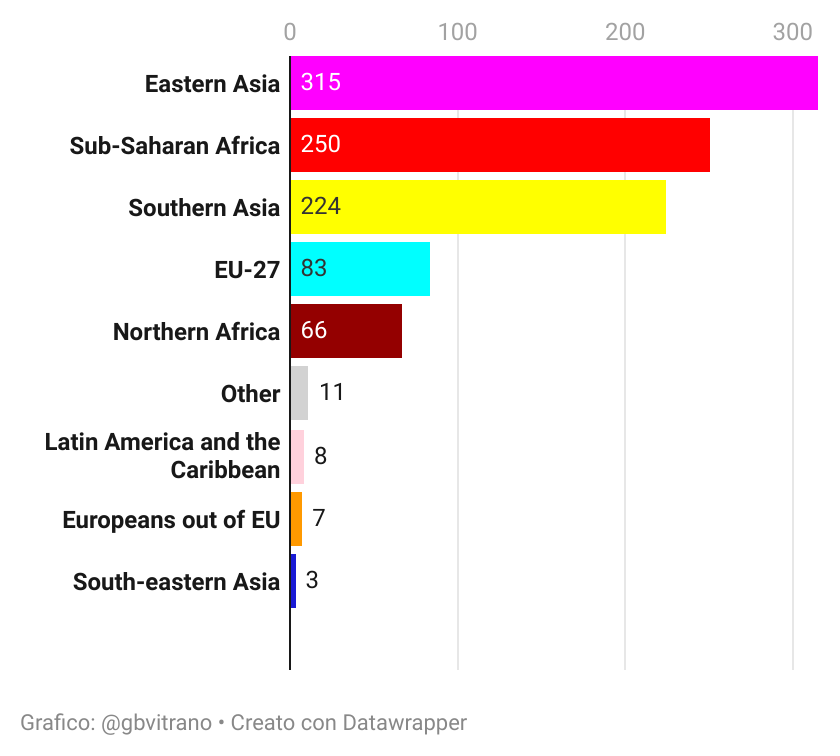 0 100 200 300
Eastern Asia 315
Sub-Saharan Africa 250
Southern Asia 224
EU-27 83
Northern Africa 66
Other 11
Latin America and the
Caribbean 8
Europeans out of EU 7
South-eastern Asia 3
Grafico: @gbvitrano • Creato con Datawrapper